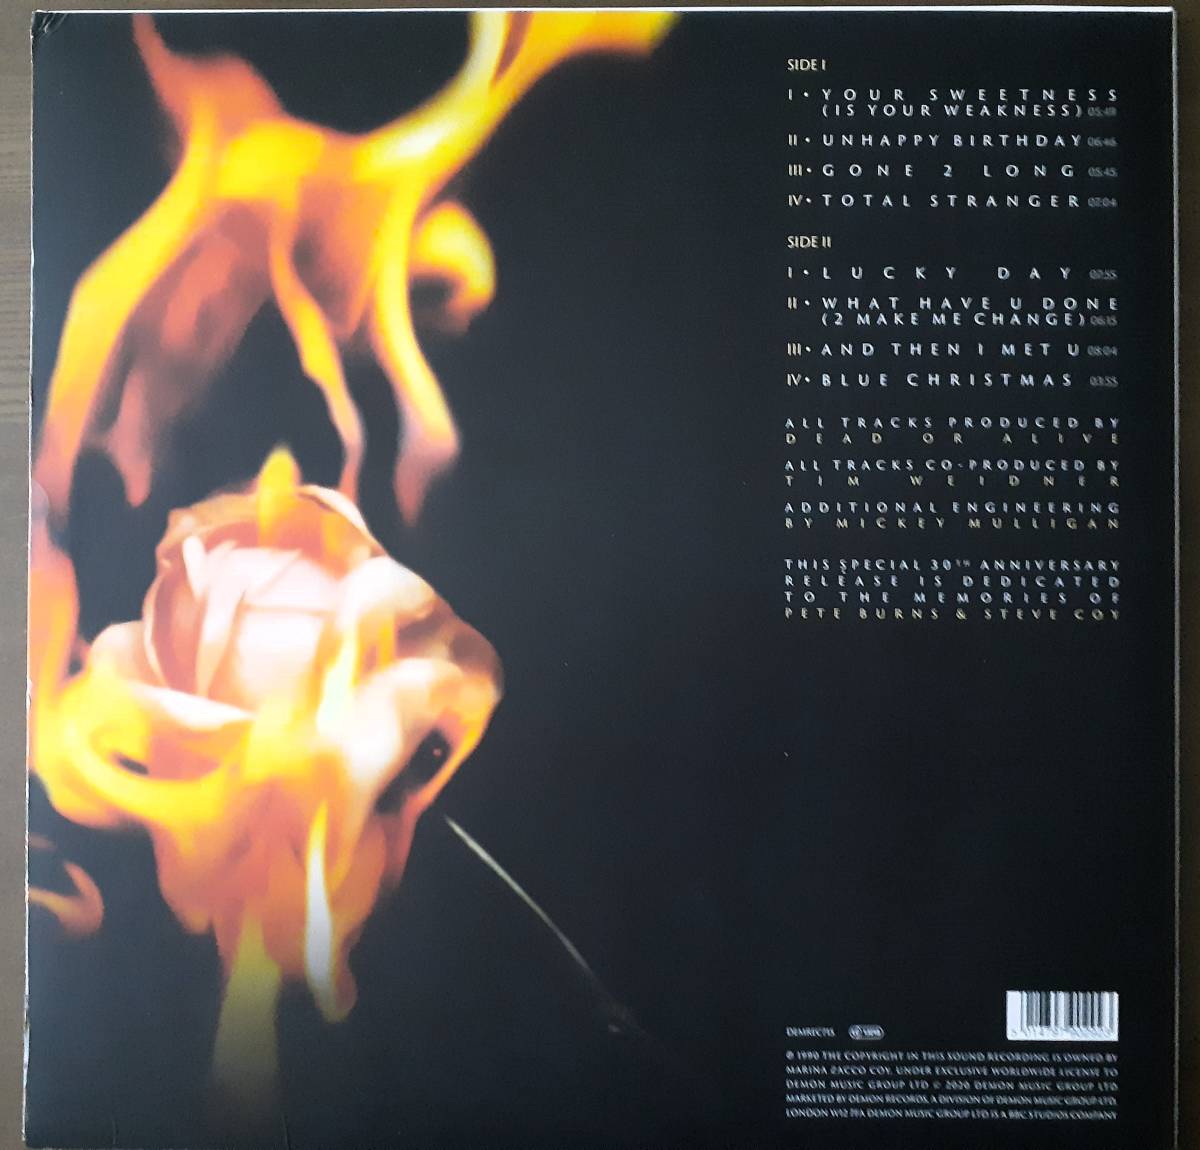 SIDE I
I • YOUR SWEETNESS
(IS YOUR WEAKNESS) 05:49
II • UNHAPPY BIRTHDAY 06:46
III • GONE 2 LONG 05:45
IV • TOTAL STRANGER 07:04
SIDE II
I • LUCKY DAY
II • WHAT HAVE U DONE
(2 MAKE ME CHANGE) 06:15
III • AND THEN I MET U 08:04
IV • BLUE CHRISTMAS 03:55
ALL TRACKS PRODUCED BY
DEAD OR ALIVE
ALL TRACKS CO-PRODUCED BY
TIM WEIDNER
ADDITIONAL ENGINEERING
BY MICKEY MULLIGAN
THIS SPECIAL 30TH ANNIVERSARY
RELEASE IS DEDICATED
TO THE MEMORIES OF
PETE BURNS & STEVE COY
℗ 1990 THE COPYRIGHT IN THIS SOUND RECORDING IS OWNED BY
MARINA ZACCO COY, UNDER EXCLUSIVE WORLDWIDE LICENSE TO
DEMON MUSIC GROUP LTD © 2020 DEMON MUSIC GROUP LTD
MARKETED BY DEMON RECORDS, A DIVISION OF DEMON MUSIC GROUP LTD,
LONDON W12 7FA DEMON MUSIC GROUP LTD IS A BBC STUDIOS COMPANY